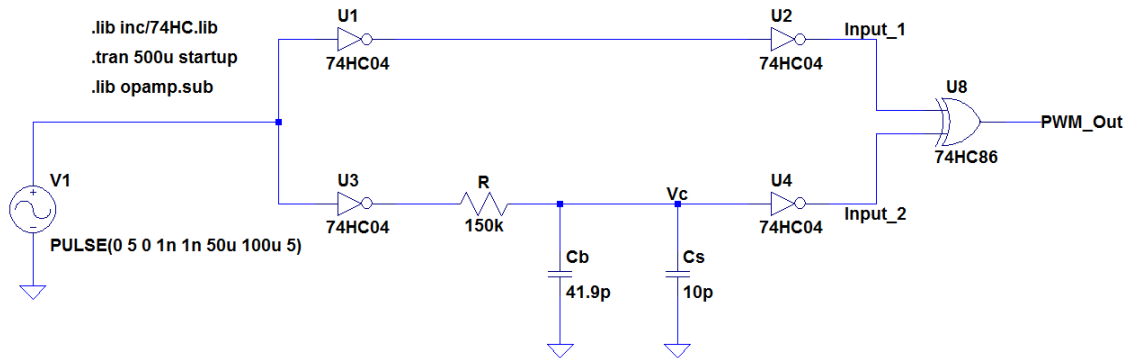 .lib inc/74HC.lib
.tran 500u startup
.lib opamp.sub
U1
74HC04
U2
74HC04
Input_1
U8
74HC86
PWM_Out
V1
PULSE(0 5 0 1n 1n 50u 100u 5)
U3
74HC04
R
150k
Vc
U4
74HC04
Input_2
Cb
41.9p
Cs
10p